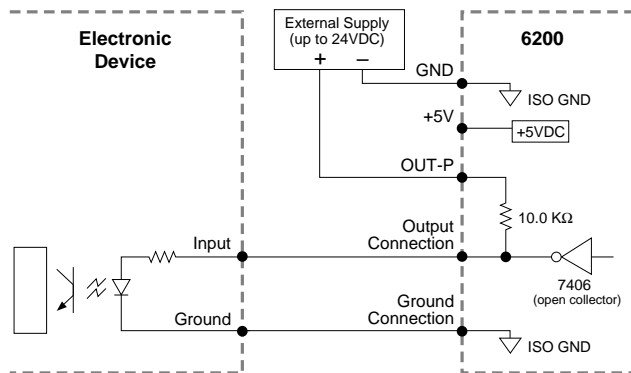 External Supply
(up to 24VDC)
+ –
Electronic
Device
6200
GND
ISO GND
+5V
+5VDC
OUT-P
10.0 KΩ
Input
Output
Connection
7406
(open collector)
Ground
Ground
Connection
ISO GND